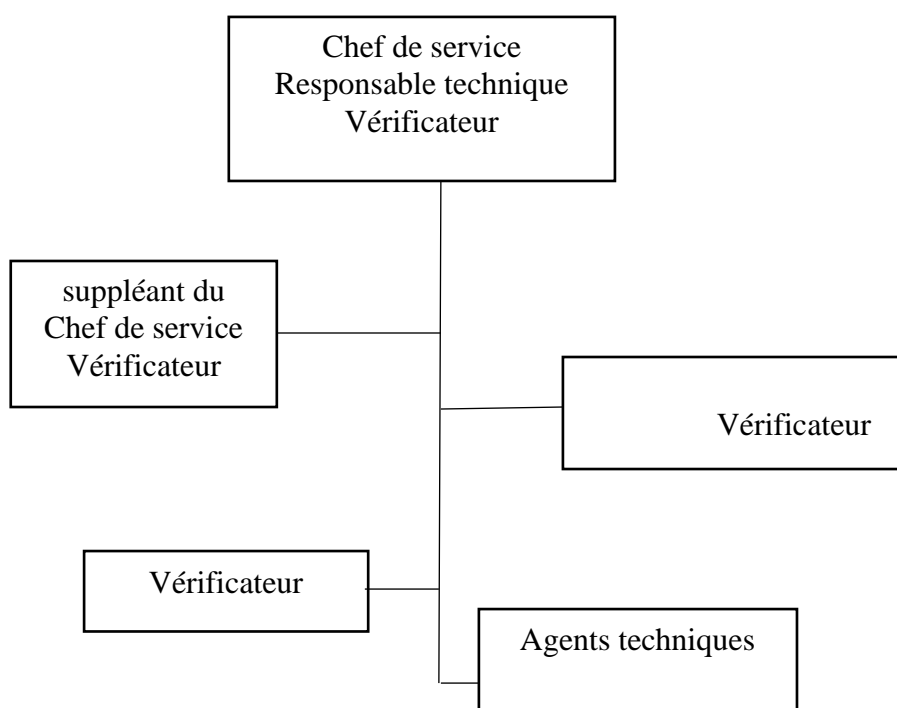 Chef de service
Responsable technique
Vérificateur
suppléant du
Chef de service
Vérificateur
Vérificateur
Vérificateur
Agents techniques